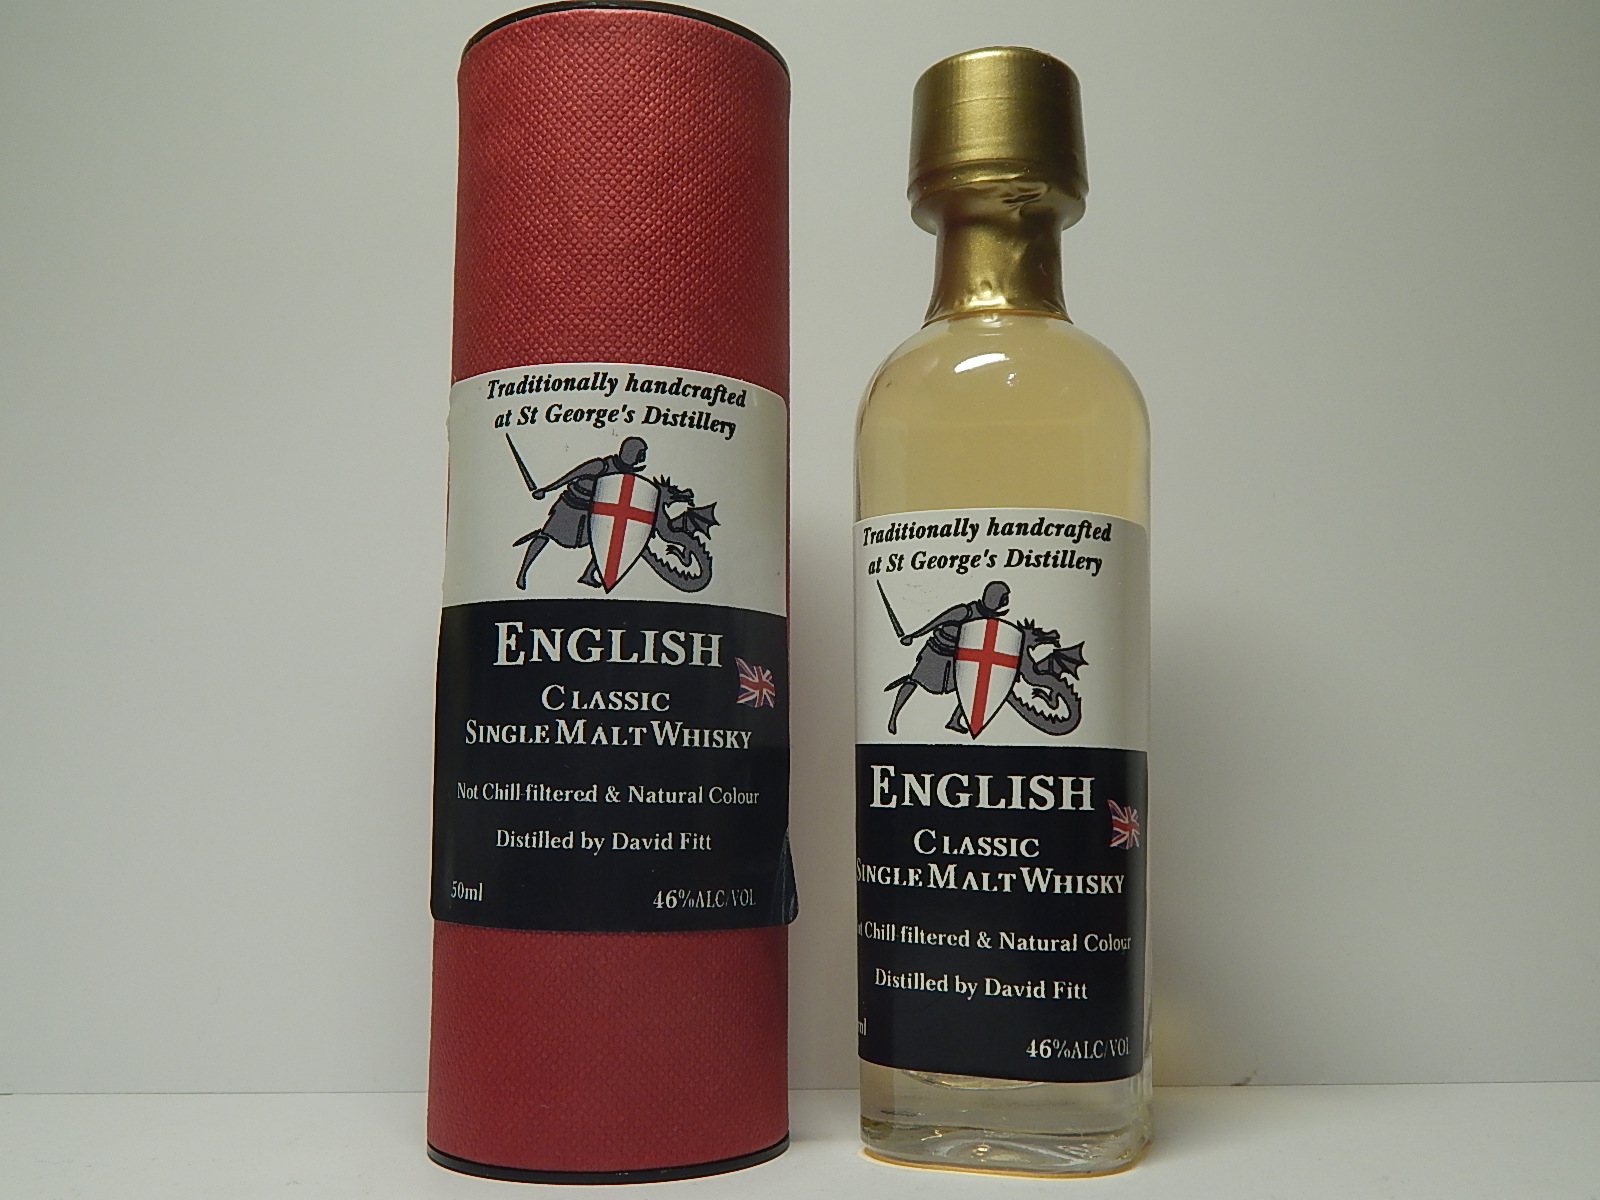 Traditionally handcrafted
at St George's Distillery
ENGLISH
CLASSIC
SINGLE MALT WHISKY
Not Chill-filtered & Natural Colour
Distilled by David Fitt
50ml 46%ALC/VOL
Traditionally handcrafted
at St George's Distillery
ENGLISH
CLASSIC
SINGLE MALT WHISKY
Chill-filtered & Natural Colour
Distilled by David Fitt
ml 46%ALC/VOL